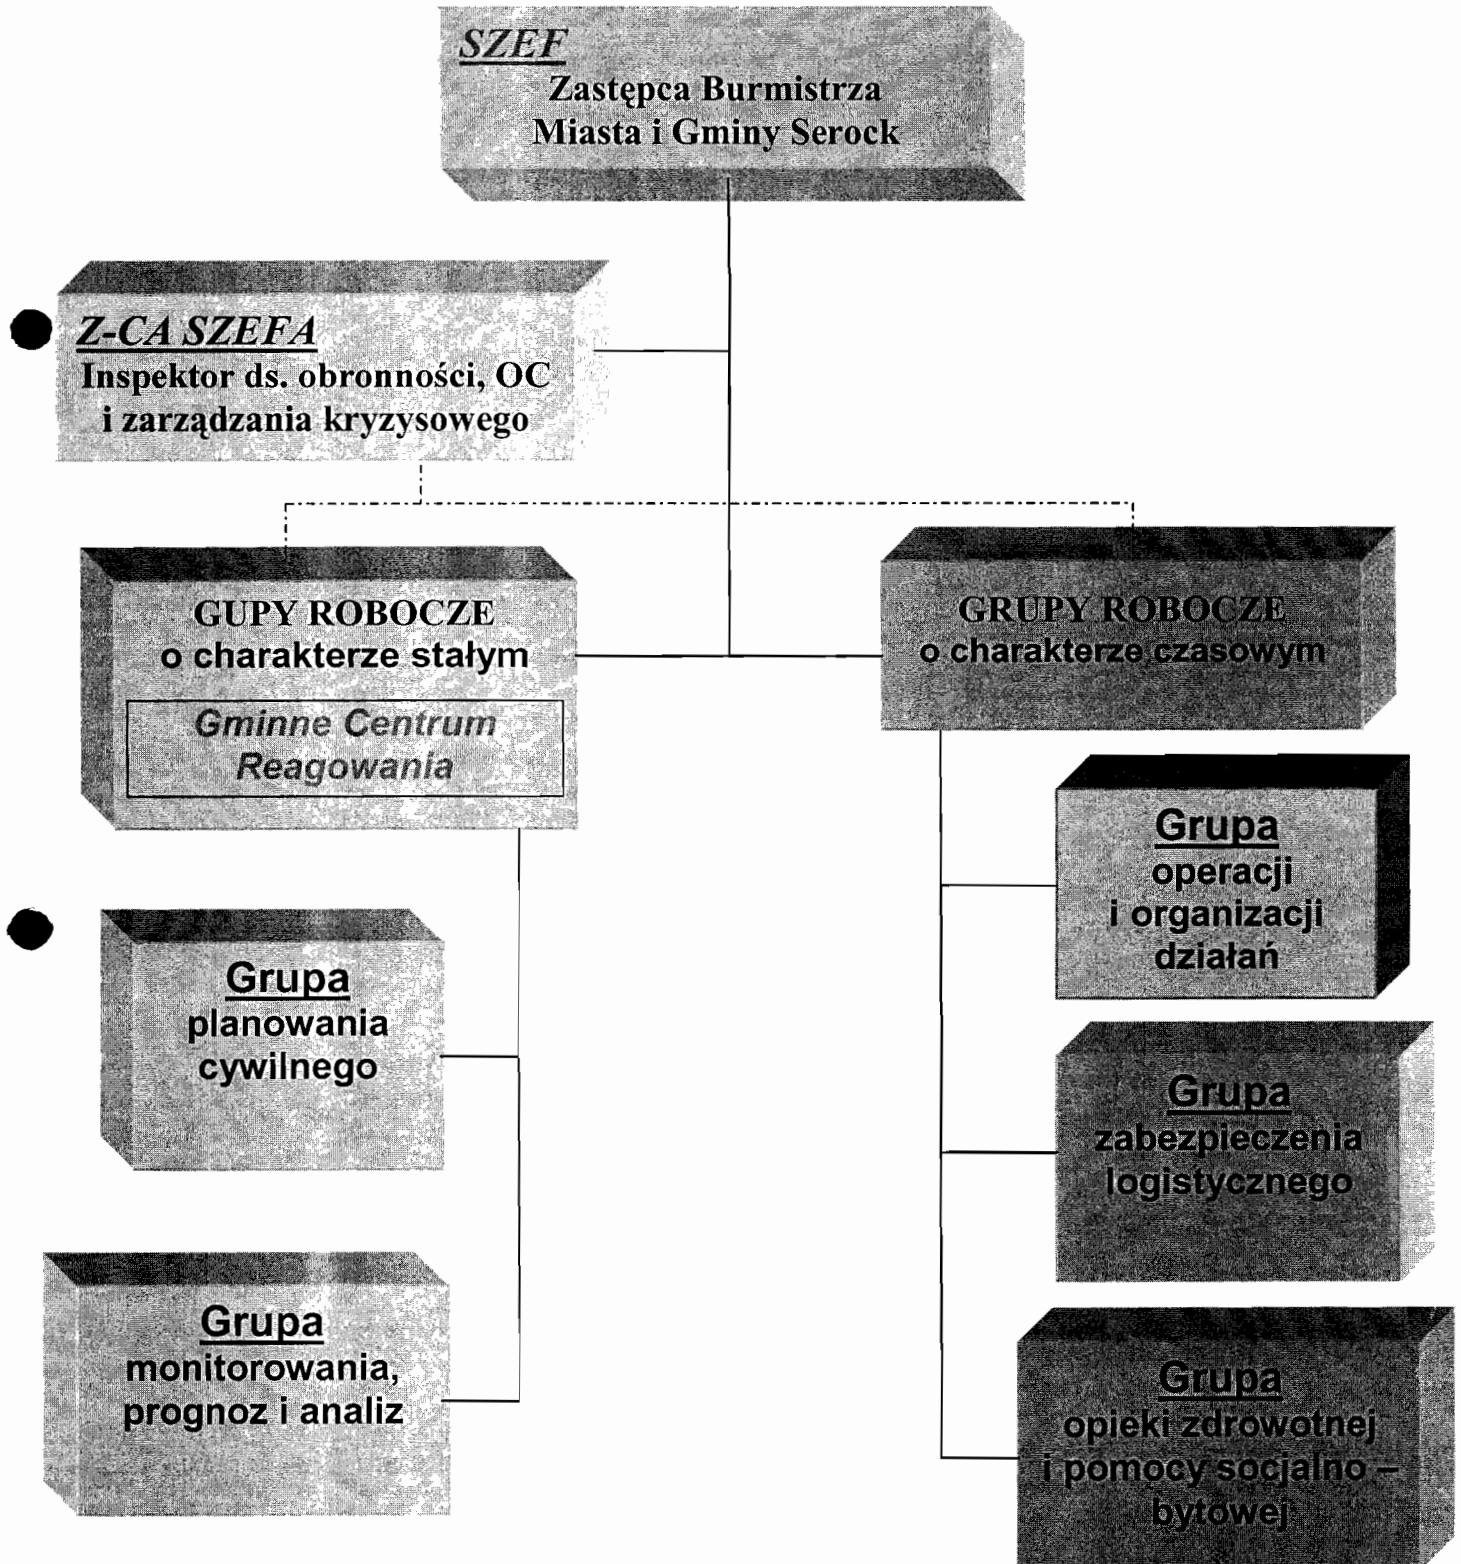 SZEF
Zastępca Burmistrza
Miasta i Gminy Serock
Z-CA SZEFA
Inspektor ds. obronności, OC
i zarządzania kryzysowego
GUPY ROBOCZE
o charakterze stałym
Gminne Centrum
Reagowania
GRUPY ROBOCZE
o charakterze czasowym
Grupa
planowania
cywilnego
Grupa
monitorowania,
prognoz i analiz
Grupa
operacji
i organizacji
działań
Grupa
zabezpieczenia
logistycznego
Grupa
opieki zdrowotnej
i pomocy socjalno –
bytowej